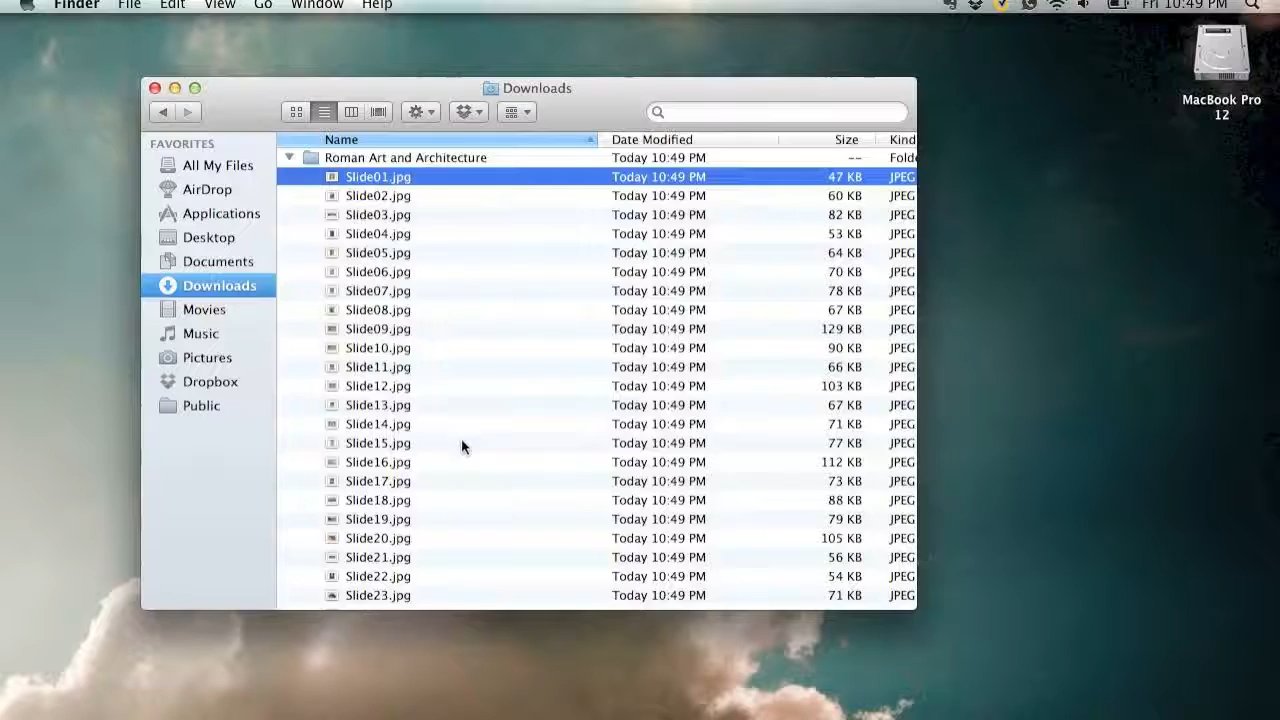 Finder File Edit View Go Window Help Fri 10:49 PM
MacBook Pro
12
Downloads
FAVORITES
All My Files
AirDrop
Applications
Desktop
Documents
Downloads
Movies
Music
Pictures
Dropbox
Public
Name Date Modified Size Kind
Roman Art and Architecture Today 10:49 PM -- Folde
Slide01.jpg Today 10:49 PM 47 KB JPEG
Slide02.jpg Today 10:49 PM 60 KB JPEG
Slide03.jpg Today 10:49 PM 82 KB JPEG
Slide04.jpg Today 10:49 PM 53 KB JPEG
Slide05.jpg Today 10:49 PM 64 KB JPEG
Slide06.jpg Today 10:49 PM 70 KB JPEG
Slide07.jpg Today 10:49 PM 78 KB JPEG
Slide08.jpg Today 10:49 PM 67 KB JPEG
Slide09.jpg Today 10:49 PM 129 KB JPEG
Slide10.jpg Today 10:49 PM 90 KB JPEG
Slide11.jpg Today 10:49 PM 66 KB JPEG
Slide12.jpg Today 10:49 PM 103 KB JPEG
Slide13.jpg Today 10:49 PM 67 KB JPEG
Slide14.jpg Today 10:49 PM 71 KB JPEG
Slide15.jpg Today 10:49 PM 77 KB JPEG
Slide16.jpg Today 10:49 PM 112 KB JPEG
Slide17.jpg Today 10:49 PM 73 KB JPEG
Slide18.jpg Today 10:49 PM 88 KB JPEG
Slide19.jpg Today 10:49 PM 79 KB JPEG
Slide20.jpg Today 10:49 PM 105 KB JPEG
Slide21.jpg Today 10:49 PM 56 KB JPEG
Slide22.jpg Today 10:49 PM 54 KB JPEG
Slide23.jpg Today 10:49 PM 71 KB JPEG